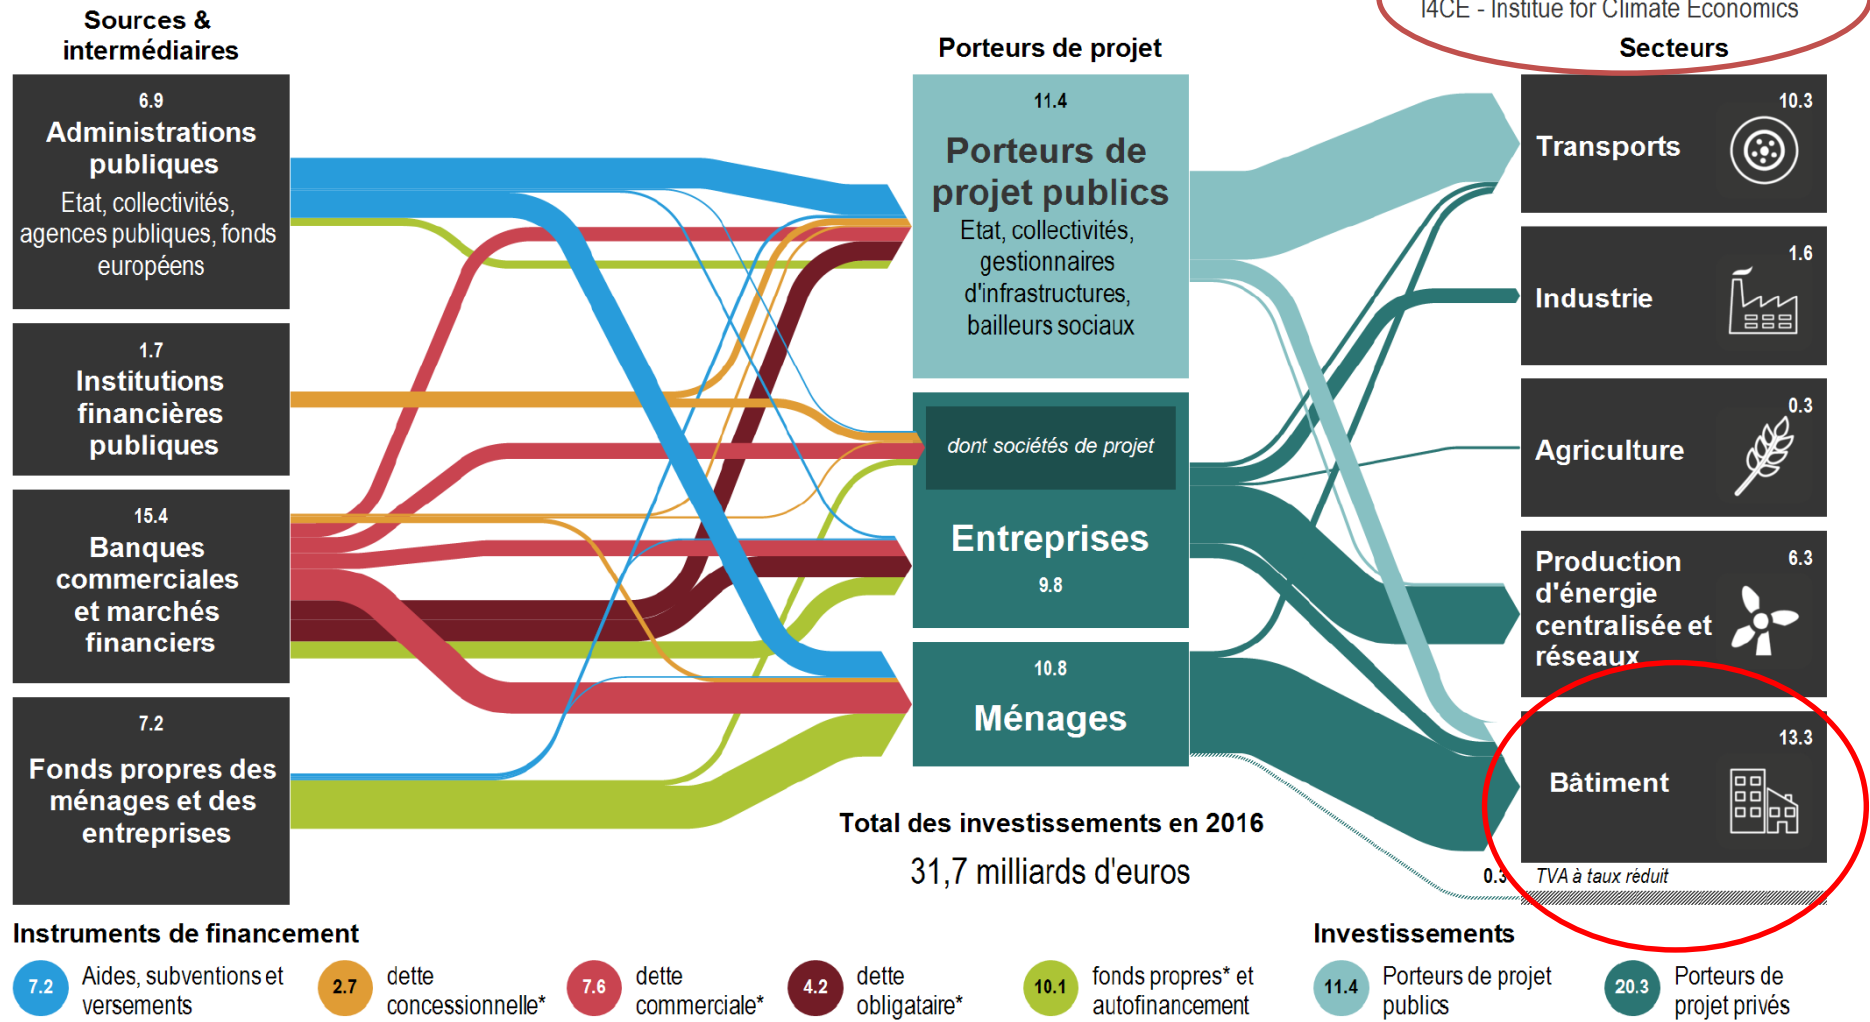 I4CE - Institue for Climate Economics
Sources &
intermédiaires
Porteurs de projet
Secteurs
6.9
Administrations
publiques
Etat, collectivités,
agences publiques, fonds
européens
1.7
Institutions
financières
publiques
15.4
Banques
commerciales
et marchés
financiers
7.2
Fonds propres des
ménages et des
entreprises
11.4
Porteurs de
projet publics
Etat, collectivités,
gestionnaires
d'infrastructures,
bailleurs sociaux
dont sociétés de projet
Entreprises
9.8
10.8
Ménages
Total des investissements en 2016
31,7 milliards d'euros
10.3
Transports
1.6
Industrie
0.3
Agriculture
6.3
Production
d'énergie
centralisée et
réseaux
13.3
Bâtiment
0.3 TVA à taux réduit
Instruments de financement
7.2 Aides, subventions et
versements
2.7 dette
concessionnelle*
7.6 dette
commerciale*
4.2 dette
obligataire*
10.1 fonds propres* et
autofinancement
Investissements
11.4 Porteurs de projet
publics
20.3 Porteurs de
projet privés